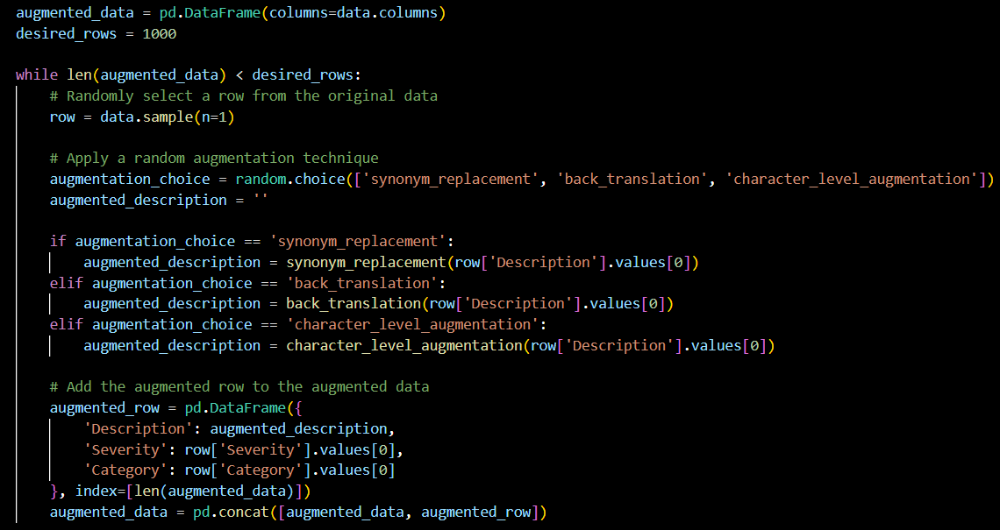 augmented_data = pd.DataFrame(columns=data.columns)
desired_rows = 1000

while len(augmented_data) < desired_rows:
    # Randomly select a row from the original data
    row = data.sample(n=1)

    # Apply a random augmentation technique
    augmentation_choice = random.choice(['synonym_replacement', 'back_translation', 'character_level_augmentation'])
    augmented_description = ''

    if augmentation_choice == 'synonym_replacement':
        augmented_description = synonym_replacement(row['Description'].values[0])
    elif augmentation_choice == 'back_translation':
        augmented_description = back_translation(row['Description'].values[0])
    elif augmentation_choice == 'character_level_augmentation':
        augmented_description = character_level_augmentation(row['Description'].values[0])

    # Add the augmented row to the augmented data
    augmented_row = pd.DataFrame({
        'Description': augmented_description,
        'Severity': row['Severity'].values[0],
        'Category': row['Category'].values[0]
    }, index=[len(augmented_data)])
    augmented_data = pd.concat([augmented_data, augmented_row])